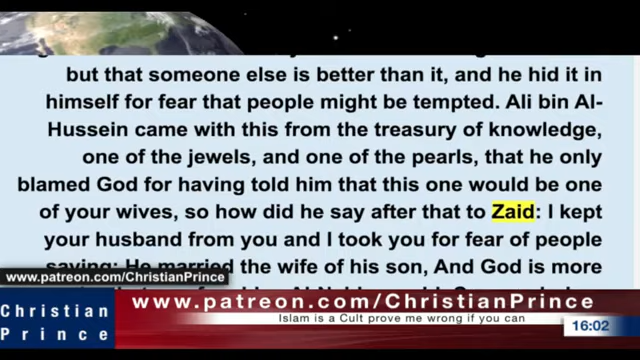 but that someone else is better than it, and he hid it in
himself for fear that people might be tempted. Ali bin Al-
Hussein came with this from the treasury of knowledge,
one of the jewels, and one of the pearls, that he only
blamed God for having told him that this one would be one
of your wives, so how did he say after that to Zaid: I kept
your husband from you and I took you for fear of people
saying: He married the wife of his son, And God is more
www.patreon.com/ChristianPrince
www.patreon.com/ChristianPrince
Christian
Prince
Islam is a Cult prove me wrong if you can
16:02